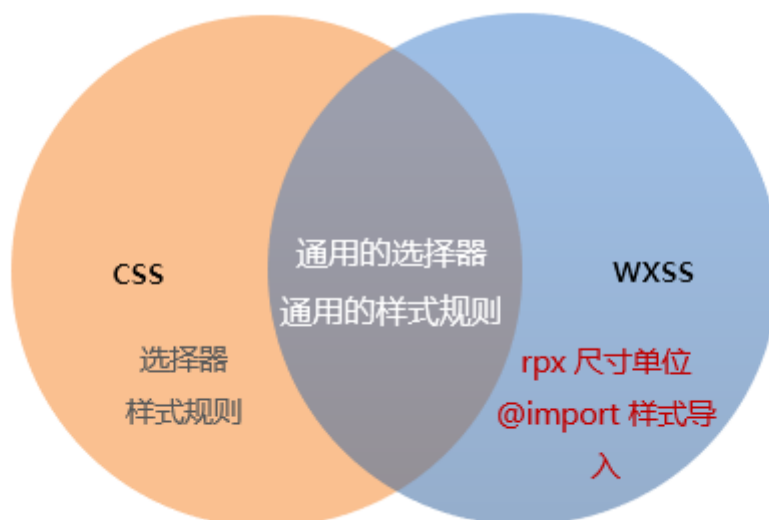 通用的选择器
通用的样式规则
CSS
选择器
样式规则
WXSS
rpx 尺寸单位
@import 样式导
入